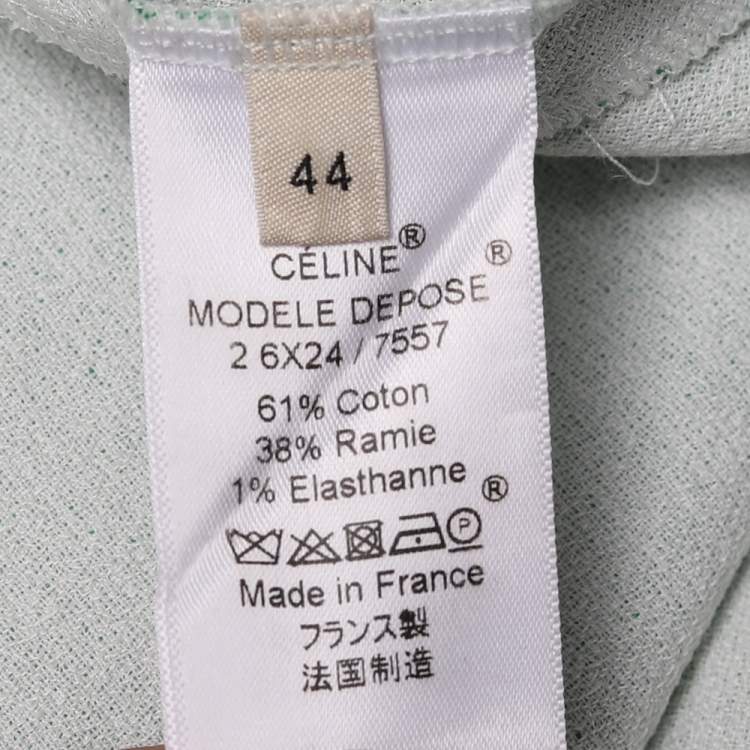 44
CÉLINE®
MODELE DEPOSE®
2 6X24 / 7557
61% Coton
38% Ramie
1% Elasthanne ®
P
Made in France
フランス製
法国制造